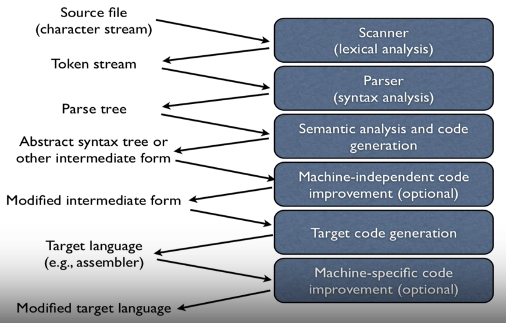 Source file
(character stream)
Scanner
(lexical analysis)
Token stream
Parser
(syntax analysis)
Parse tree
Semantic analysis and code
generation
Abstract syntax tree or
other intermediate form
Machine-independent code
improvement (optional)
Modified intermediate form
Target code generation
Target language
(e.g., assembler)
Machine-specific code
improvement (optional)
Modified target language